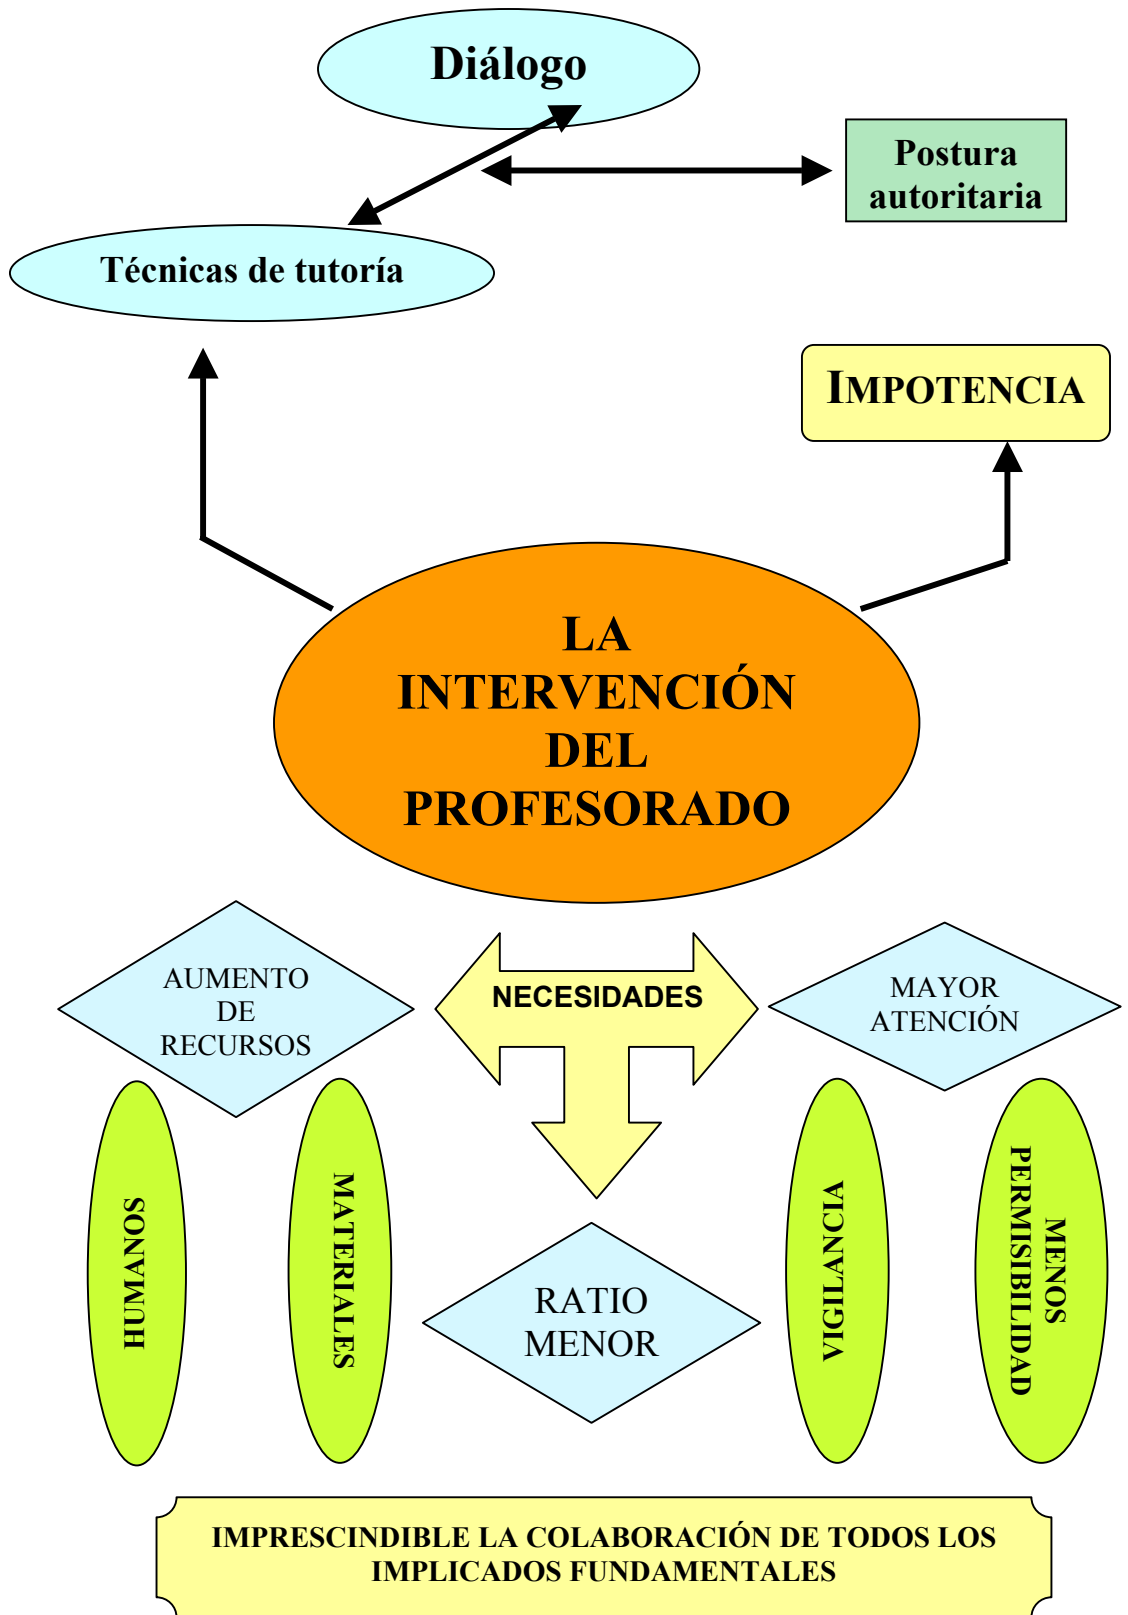 Diálogo
Postura
autoritaria
Técnicas de tutoría
IMPOTENCIA
LA
INTERVENCIÓN
DEL
PROFESORADO
AUMENTO
DE
RECURSOS
NECESIDADES
MAYOR
ATENCIÓN
HUMANOS
MATERIALES
RATIO
MENOR
VIGILANCIA
MENOS
PERMISIBILIDAD
IMPRESCINDIBLE LA COLABORACIÓN DE TODOS LOS
IMPLICADOS FUNDAMENTALES